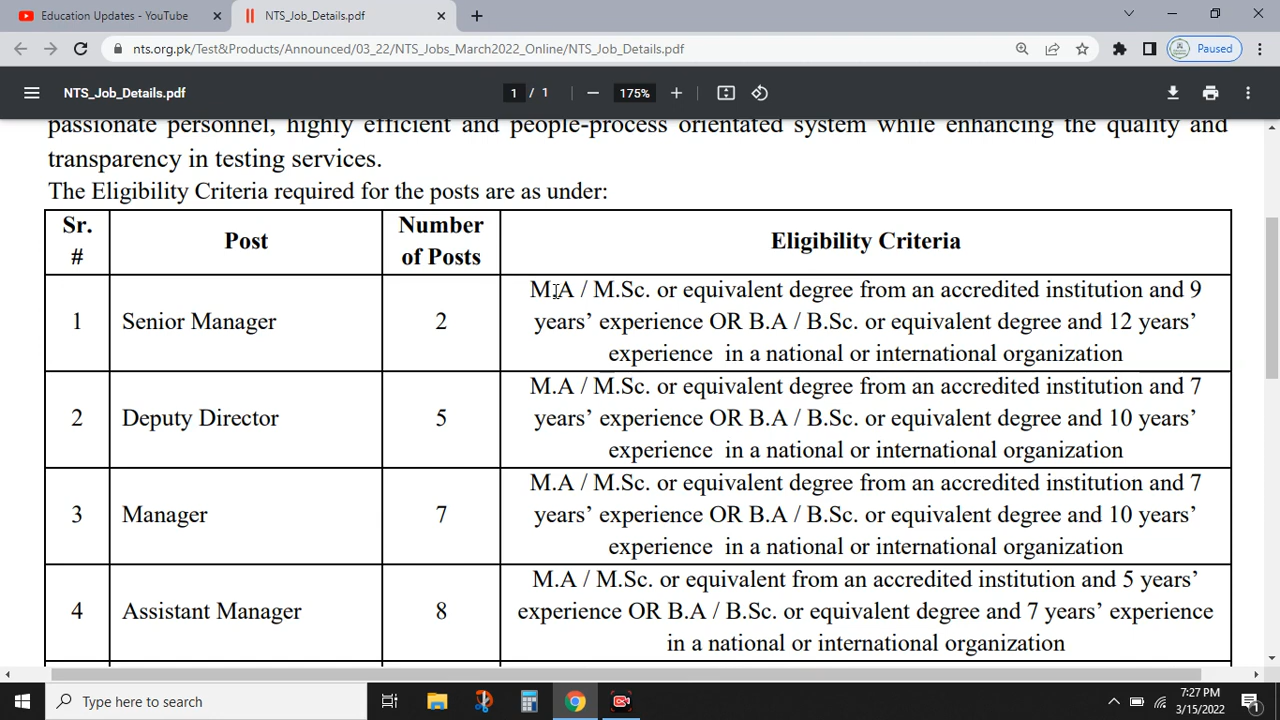 Education Updates - YouTube
NTS_Job_Details.pdf
nts.org.pk/Test&Products/Announced/03_22/NTS_Jobs_March2022_Online/NTS_Job_Details.pdf
Paused
NTS_Job_Details.pdf
1 / 1
175%
passionate personnel, highly efficient and people-process orientated system while enhancing the quality and
transparency in testing services.
The Eligibility Criteria required for the posts are as under:
Sr. #
Post
Number of Posts
Eligibility Criteria
1
Senior Manager
2
M.A / M.Sc. or equivalent degree from an accredited institution and 9
years’ experience OR B.A / B.Sc. or equivalent degree and 12 years’
experience in a national or international organization
2
Deputy Director
5
M.A / M.Sc. or equivalent degree from an accredited institution and 7
years’ experience OR B.A / B.Sc. or equivalent degree and 10 years’
experience in a national or international organization
3
Manager
7
M.A / M.Sc. or equivalent degree from an accredited institution and 7
years’ experience OR B.A / B.Sc. or equivalent degree and 10 years’
experience in a national or international organization
4
Assistant Manager
8
M.A / M.Sc. or equivalent from an accredited institution and 5 years’
experience OR B.A / B.Sc. or equivalent degree and 7 years’ experience
in a national or international organization
Type here to search
7:27 PM
3/15/2022
1